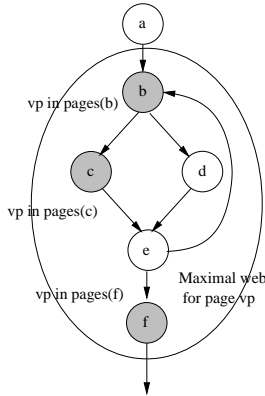 a
b
vp in pages(b)
c
d
vp in pages(c)
e
Maximal web
for page vp
vp in pages(f)
f